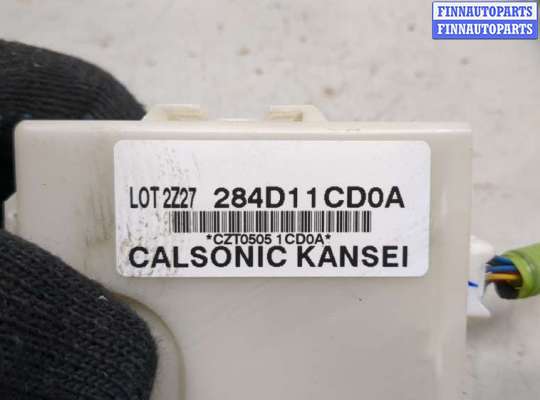 FINNAUTOPARTS
FINNAUTOPARTS
LOT 2Z27 284D11CD0A
*CZT0505 1CD0A*
CALSONIC KANSEI